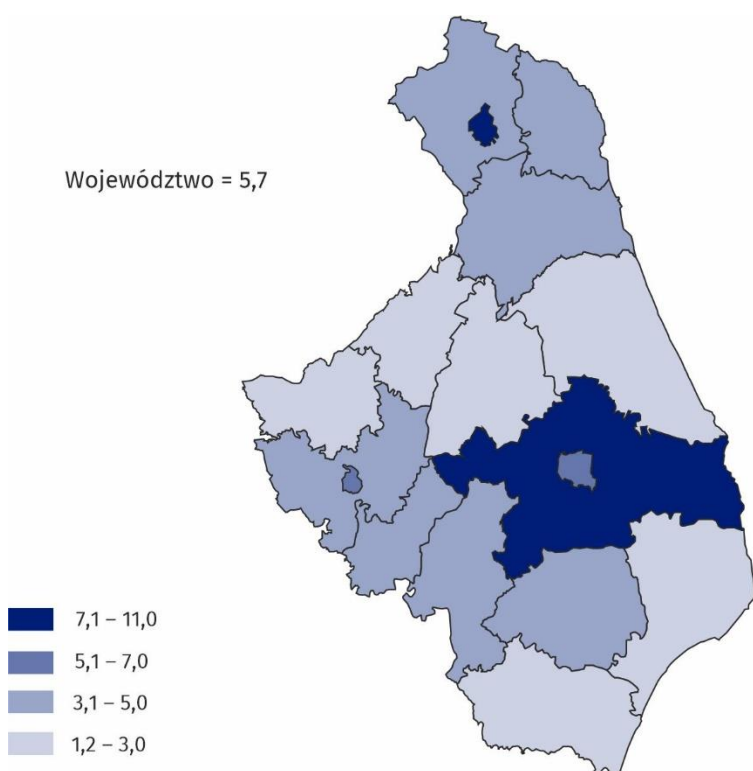 Województwo = 5,7
7,1 – 11,0
5,1 – 7,0
3,1 – 5,0
1,2 – 3,0